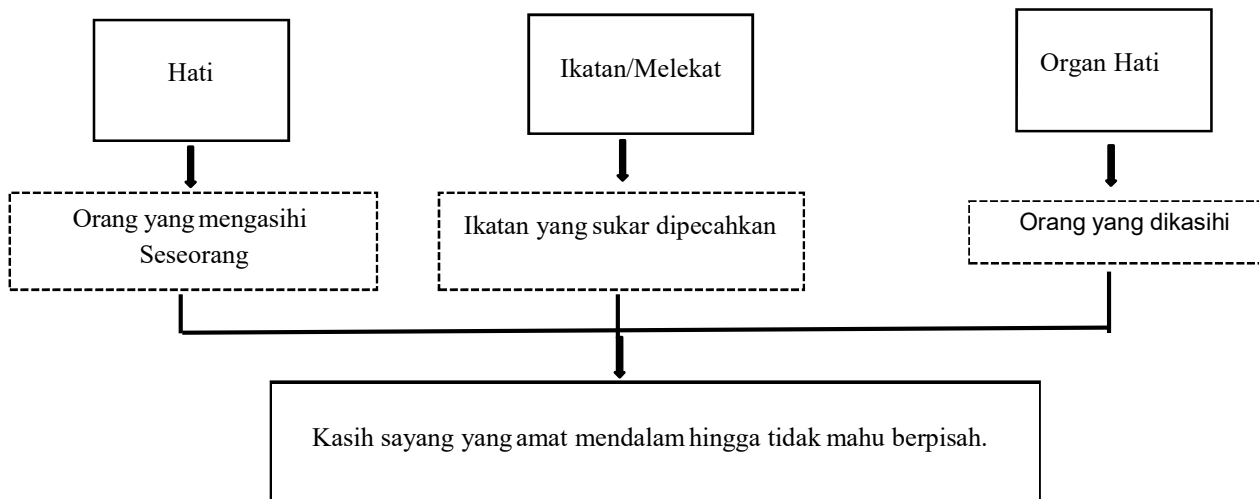 Hati
Ikatan/Melekat
Organ Hati
Orang yang mengasihi
Seseorang
Ikatan yang sukar dipecahkan
Orang yang dikasihi
Kasih sayang yang amat mendalam hingga tidak mahu berpisah.